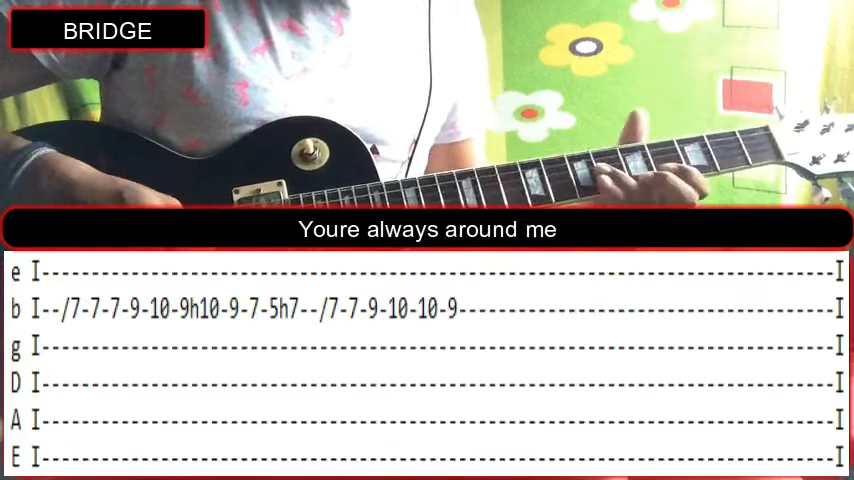 BRIDGE
Youre always around me
e I--------------------------------------------------------------------------------I
b I--/7-7-7-9-10-9h10-9-7-5h7--/7-7-9-10-10-9--------------------------------------I
g I--------------------------------------------------------------------------------I
D I--------------------------------------------------------------------------------I
A I--------------------------------------------------------------------------------I
E I--------------------------------------------------------------------------------I